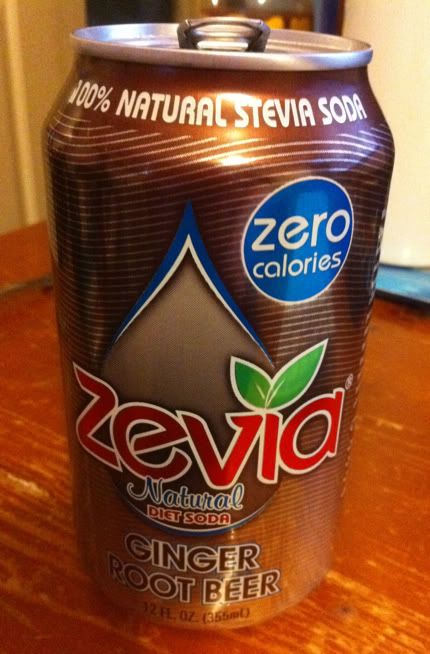 100% NATURAL STEVIA SODA
zero
calories
zevia®
Natural
DIET SODA
GINGER
ROOT BEER
12 FL. OZ. (355ml)